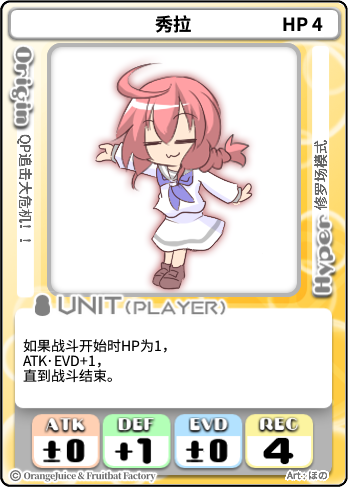 秀拉 HP 4
Origin
QP追击大危机！！
Hyper
修罗场模式
UNIT(PLAYER)
如果战斗开始时HP为1，
ATK·EVD+1，
直到战斗结束。
ATK DEF EVD REC
±0 +1 ±0 4
© OrangeJuice & Fruitbat Factory Art : ほの